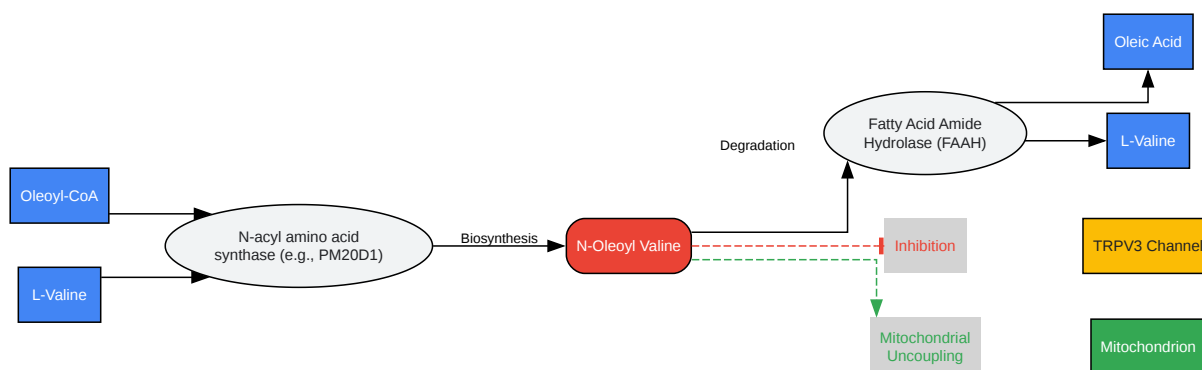 Oleic Acid
Fatty Acid Amide
Hydrolase (FAAH)
Degradation
L-Valine
Oleoyl-CoA
N-acyl amino acid
synthase (e.g., PM20D1)
Biosynthesis
N-Oleoyl Valine
Inhibition
TRPV3 Channel
L-Valine
Mitochondrial
Uncoupling
Mitochondrion